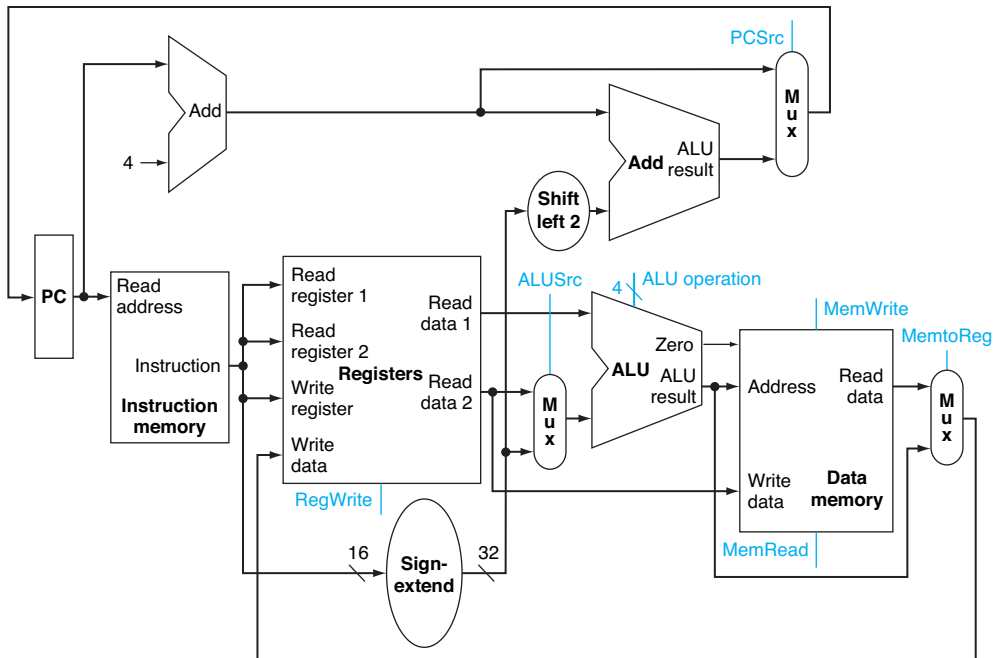 PCSrc
Add
4
M
u
x
Add
ALU
result
Shift
left 2
PC
Read
address
Instruction
Instruction
memory
Read
register 1
Read
register 2
Write
register
Write
data
Registers
Read
data 1
Read
data 2
RegWrite
16
Sign-
extend
32
ALUSrc
M
u
x
4
ALU operation
Zero
ALU
ALU
result
MemWrite
Address
Read
data
Write
data
Data
memory
MemRead
MemtoReg
M
u
x